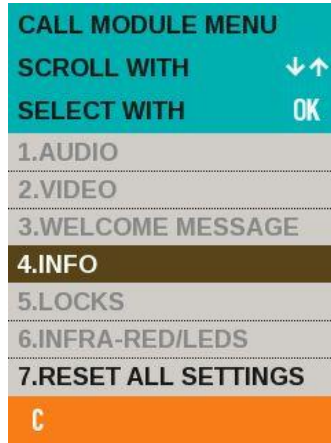 CALL MODULE MENU
SCROLL WITH ↓↑
SELECT WITH OK
1.AUDIO
2.VIDEO
3.WELCOME MESSAGE
4.INFO
5.LOCKS
6.INFRA-RED/LEDS
7.RESET ALL SETTINGS
C